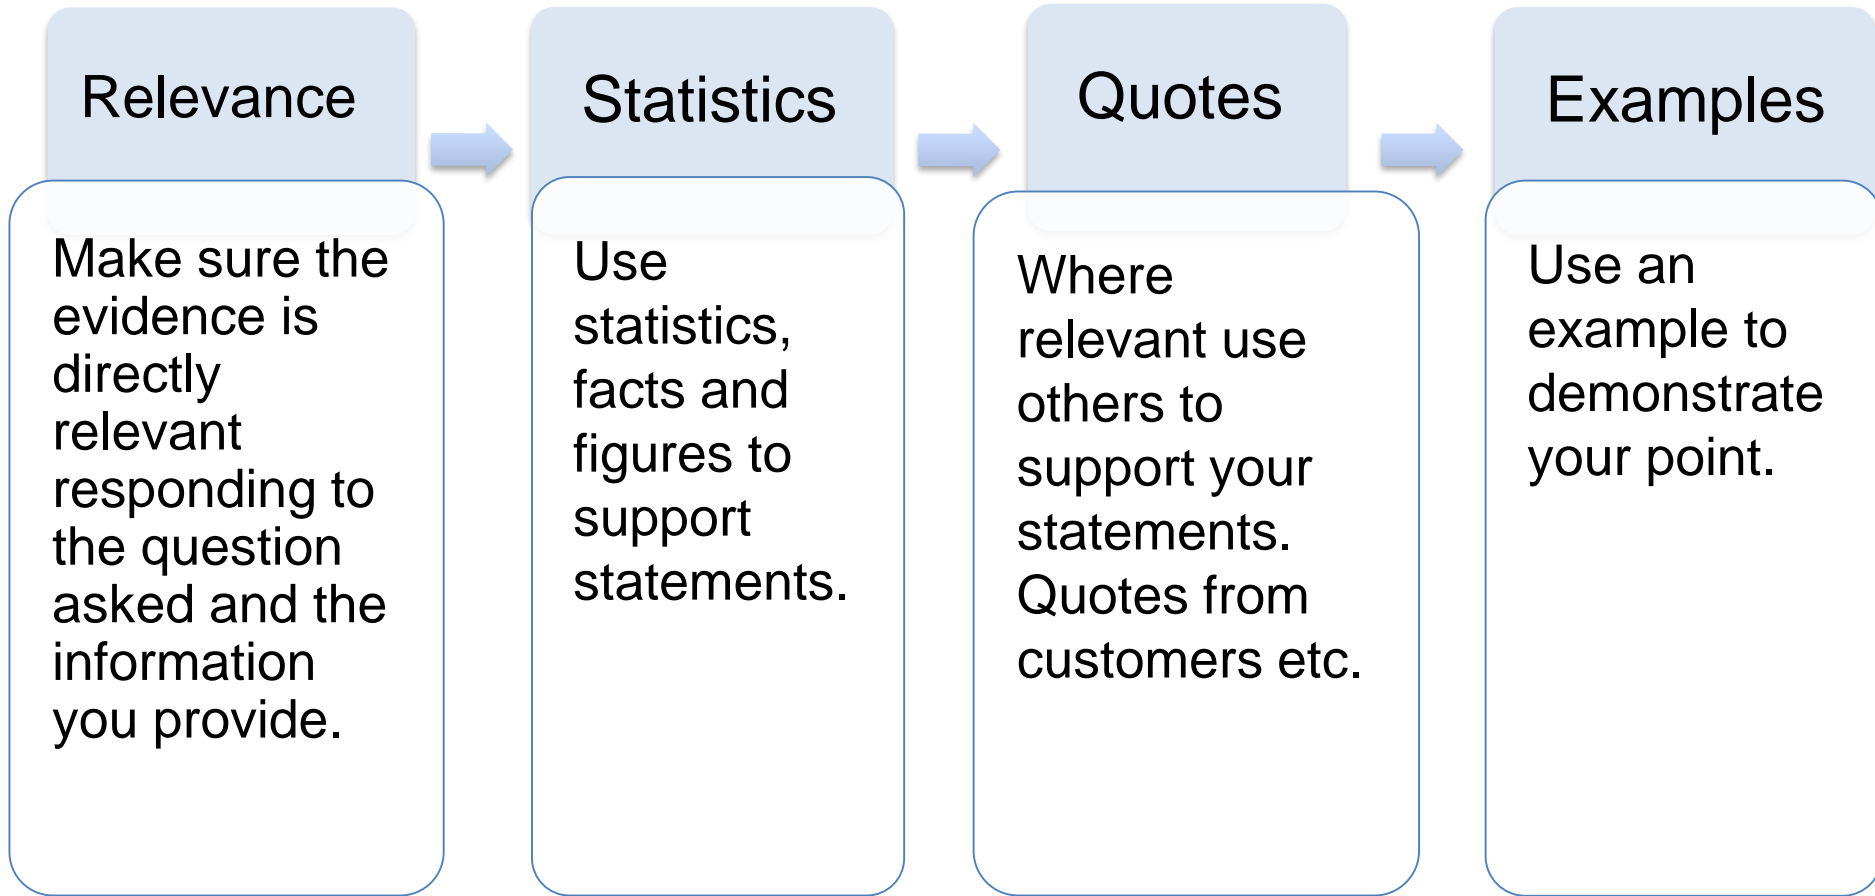 Relevance
Make sure the
evidence is
directly
relevant
responding to
the question
asked and the
information
you provide.
Statistics
Use
statistics,
facts and
figures to
support
statements.
Quotes
Where
relevant use
others to
support your
statements.
Quotes from
customers etc.
Examples
Use an
example to
demonstrate
your point.